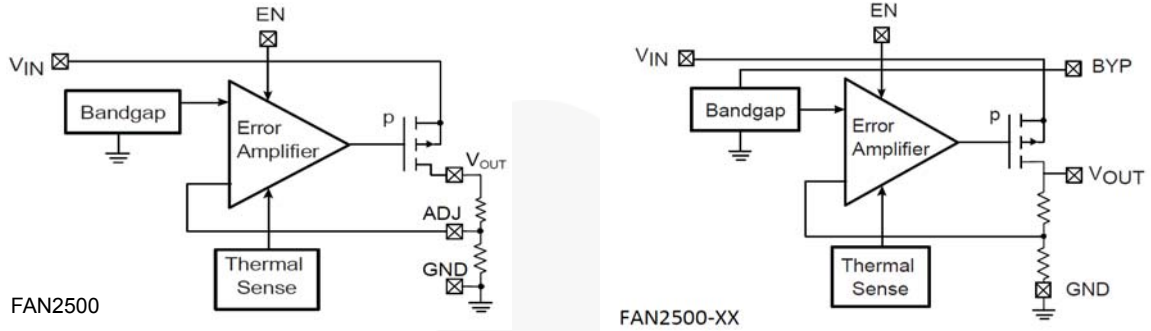 EN
VIN
Bandgap
Error
Amplifier
p
VOUT
ADJ
Thermal
Sense
GND
FAN2500
EN
VIN
BYP
Bandgap
Error
Amplifier
p
VOUT
Thermal
Sense
GND
FAN2500-XX